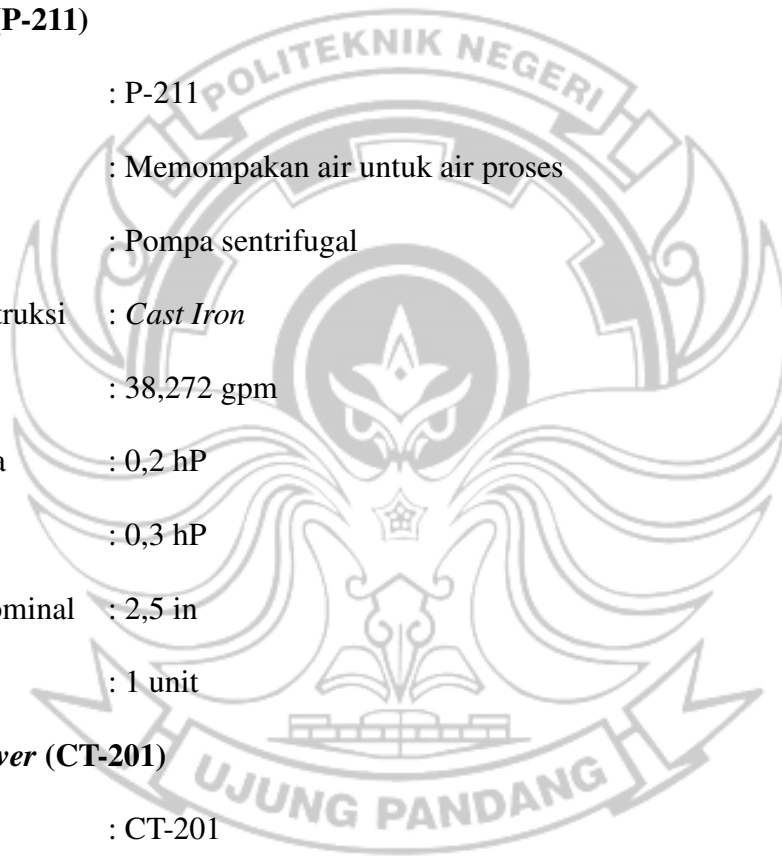 P-211)
: P-211
: Memompakan air untuk air proses
: Pompa sentrifugal
truksi : Cast Iron
: 38,272 gpm
a : 0,2 hP
: 0,3 hP
ominal : 2,5 in
: 1 unit
wer (CT-201)
: CT-201
POLITEKNIK NEGERI
UJUNG PANDANG